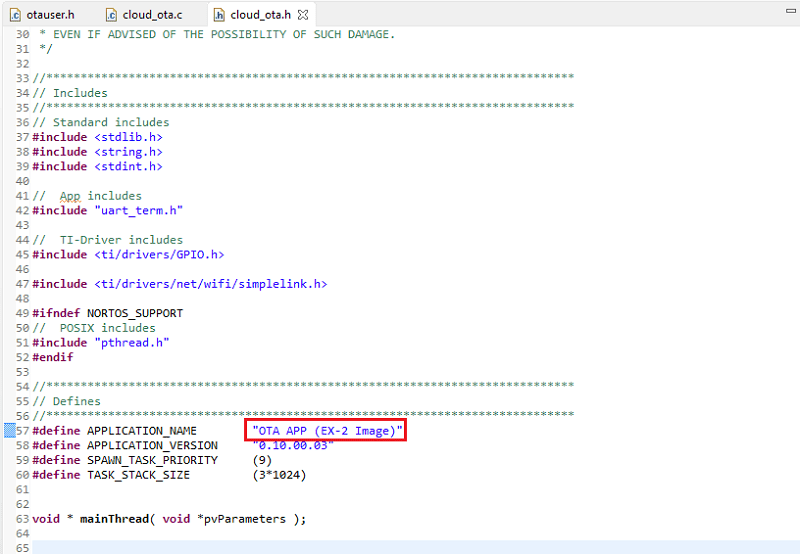 otauser.h cloud_ota.c cloud_ota.h
30 * EVEN IF ADVISED OF THE POSSIBILITY OF SUCH DAMAGE.
31 */
32
33 //*****************************************************************************
34 // Includes
35 //*****************************************************************************
36 // Standard includes
37 #include <stdlib.h>
38 #include <string.h>
39 #include <stdint.h>
40
41 //  App includes
42 #include "uart_term.h"
43
44 //  TI-Driver includes
45 #include <ti/drivers/GPIO.h>
46
47 #include <ti/drivers/net/wifi/simplelink.h>
48
49 #ifndef NORTOS_SUPPORT
50 //  POSIX includes
51 #include "pthread.h"
52 #endif
53
54 //*****************************************************************************
55 // Defines
56 //*****************************************************************************
57 #define APPLICATION_NAME        "OTA APP (EX-2 Image)"
58 #define APPLICATION_VERSION     "0.10.00.03"
59 #define SPAWN_TASK_PRIORITY     (9)
60 #define TASK_STACK_SIZE         (3*1024)
61
62
63 void * mainThread( void *pvParameters );
64
65